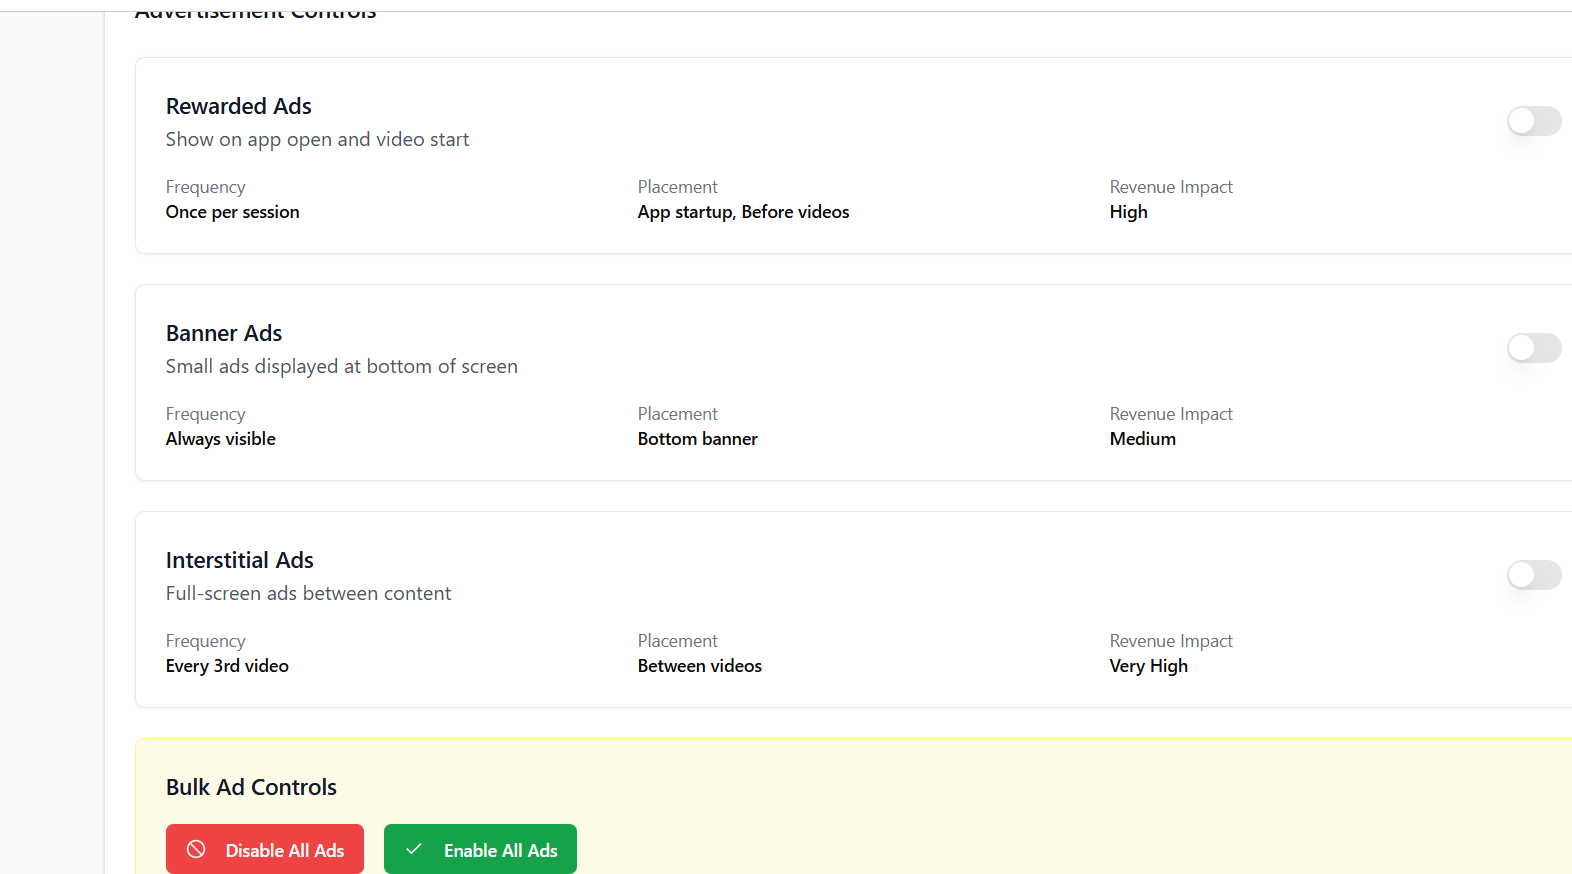 Advertisement Controls
Rewarded Ads
Show on app open and video start
Frequency
Once per session
Placement
App startup, Before videos
Revenue Impact
High
Banner Ads
Small ads displayed at bottom of screen
Frequency
Always visible
Placement
Bottom banner
Revenue Impact
Medium
Interstitial Ads
Full-screen ads between content
Frequency
Every 3rd video
Placement
Between videos
Revenue Impact
Very High
Bulk Ad Controls
Disable All Ads
Enable All Ads